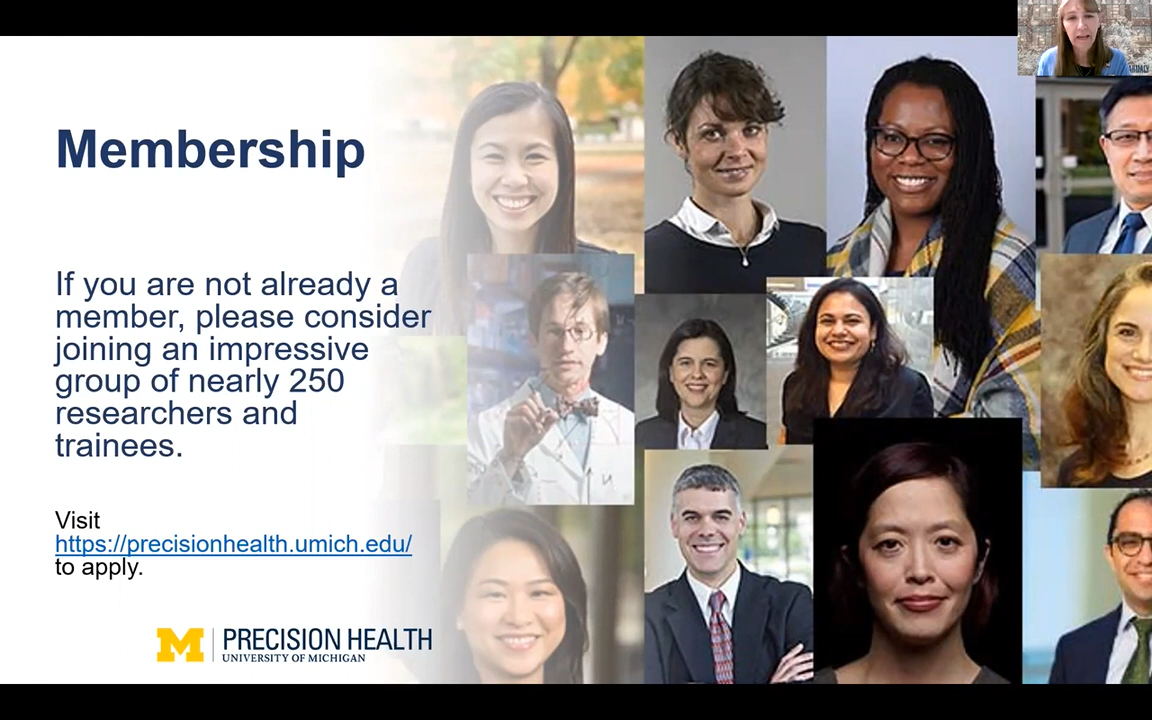 Membership
If you are not already a
member, please consider
joining an impressive
group of nearly 250
researchers and
trainees.
Visit
https://precisionhealth.umich.edu/
to apply.
M PRECISION HEALTH
UNIVERSITY OF MICHIGAN